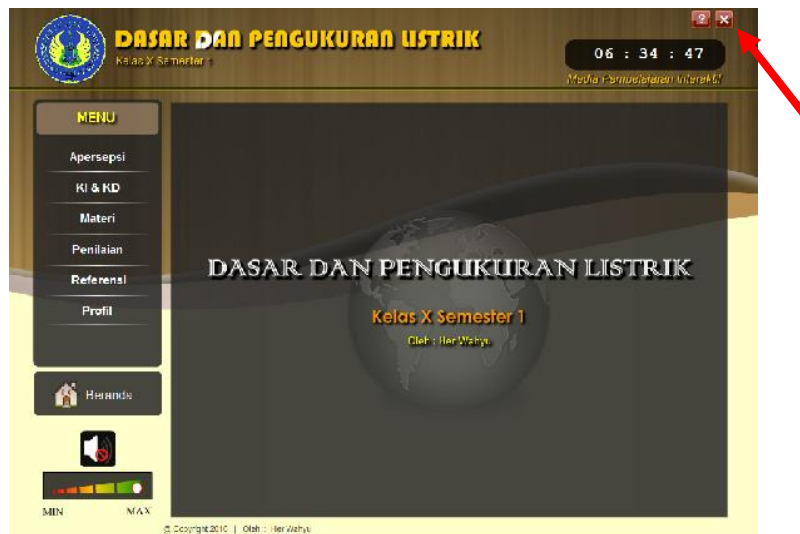 DASAR DAN PENGUKURAN LISTRIK
Kelas X Semester 1
? X
06 : 34 : 47
Media Pembelajaran Interaktif
MENU
Apersepsi
KI & KD
Materi
Penilaian
Referensi
Profil
Beranda
MIN MAX
DASAR DAN PENGUKURAN LISTRIK
Kelas X Semester 1
Oleh : Her Wahyu
@ Copyright 2016 | Oleh : Her Wahyu